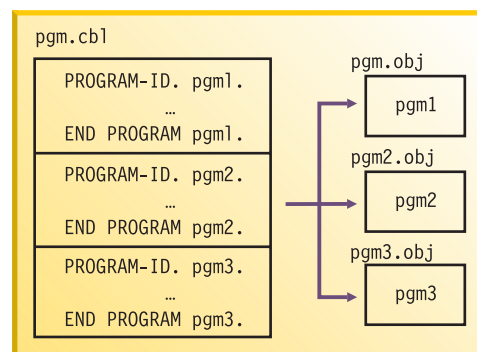 pgm.cbl
PROGRAM-ID. pgm1.
…
END PROGRAM pgm1.
PROGRAM-ID. pgm2.
…
END PROGRAM pgm2.
PROGRAM-ID. pgm3.
…
END PROGRAM pgm3.
pgm.obj
pgm1
pgm2.obj
pgm2
pgm3.obj
pgm3